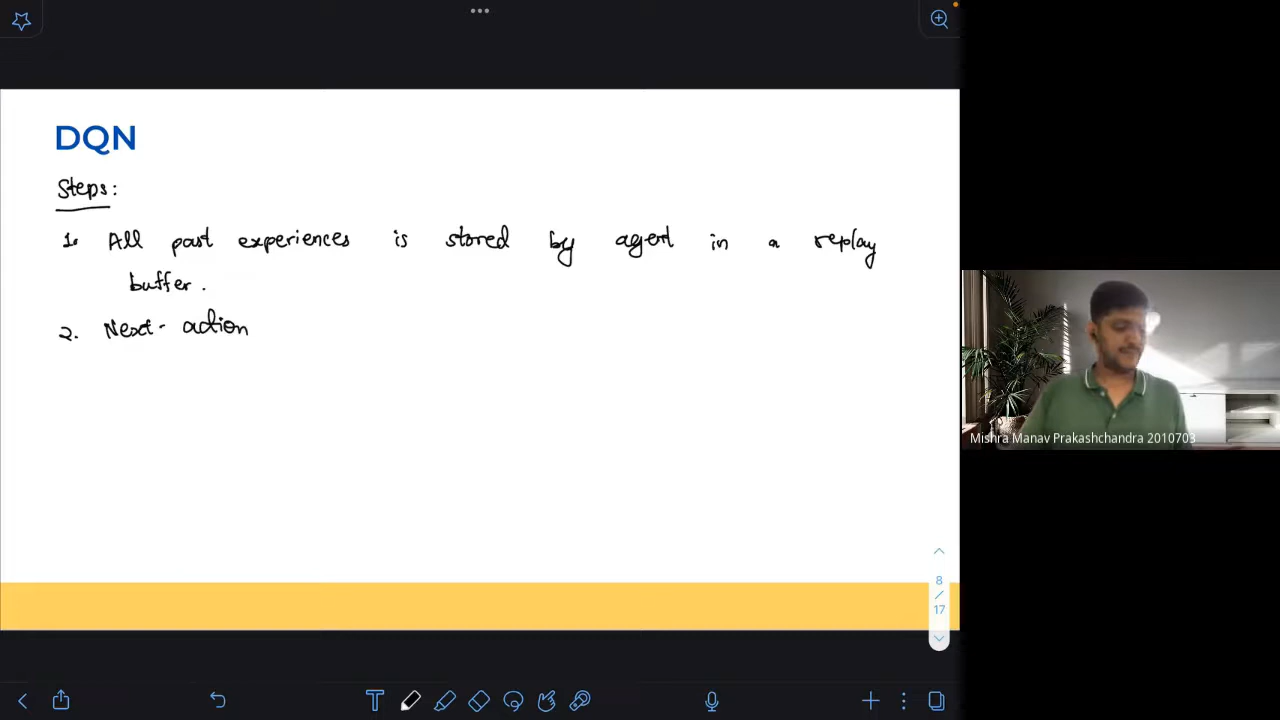 DQN
Steps:
1. All past experiences is stored by agent in a replay
buffer.
2. Next action
8
/
17
Mishra Manav Prakashchandra 2010703
T